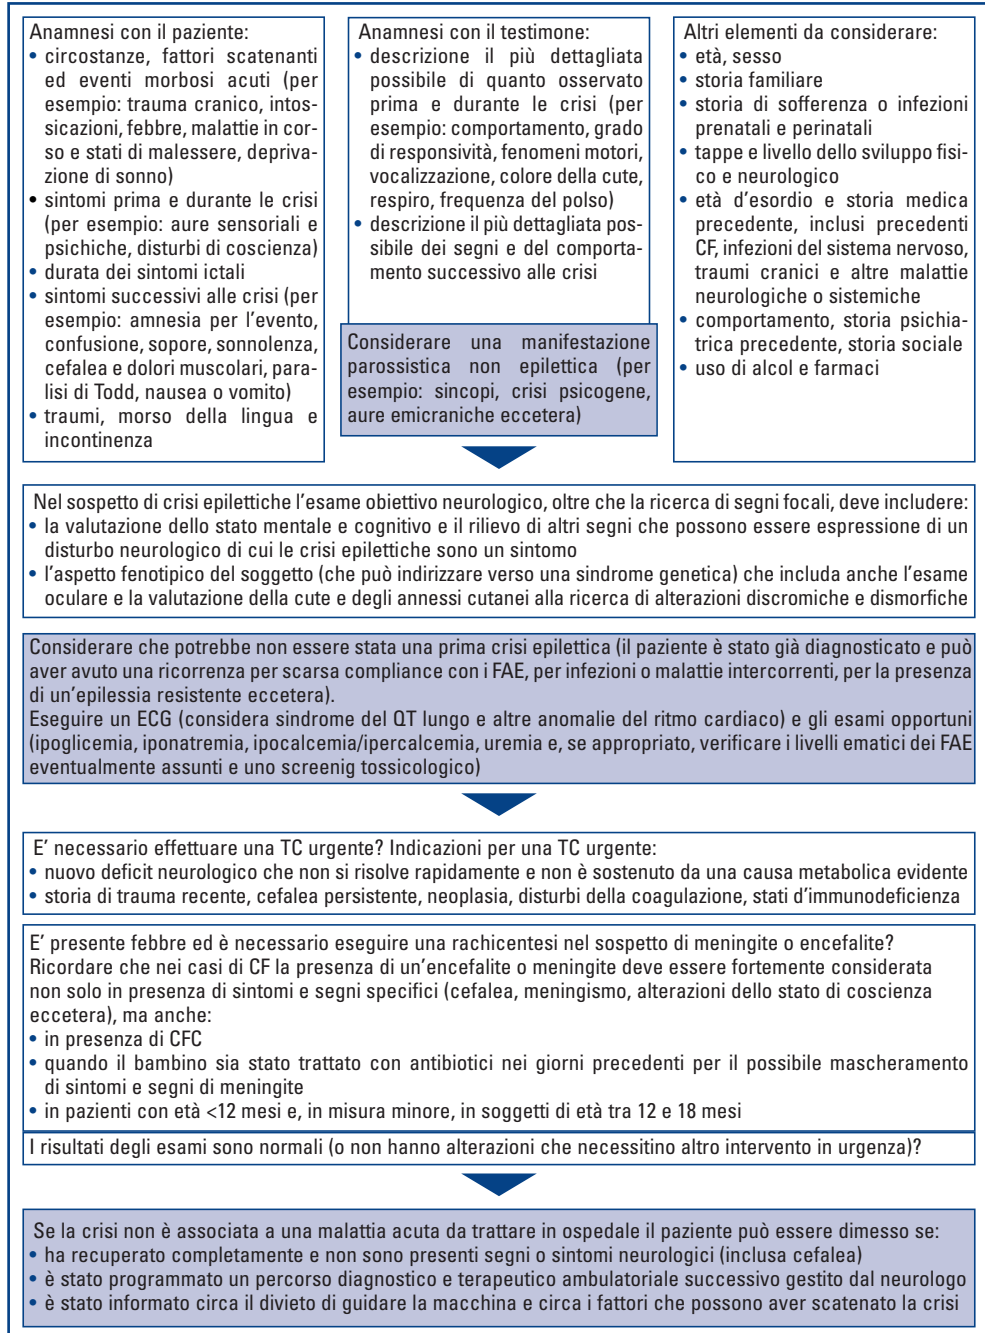 Anamnesi con il paziente:
• circostanze, fattori scatenanti
ed eventi morbosi acuti (per
esempio: trauma cranico, intos-
sicazioni, febbre, malattie in cor-
so e stati di malessere, depriva-
zione di sonno)
• sintomi prima e durante le crisi
(per esempio: aure sensoriali e
psichiche, disturbi di coscienza)
• durata dei sintomi ictali
• sintomi successivi alle crisi (per
esempio: amnesia per l'evento,
confusione, sopore, sonnolenza,
cefalea e dolori muscolari, para-
lisi di Todd, nausea o vomito)
• traumi, morso della lingua e
incontinenza
Anamnesi con il testimone:
• descrizione il più dettagliata
possibile di quanto osservato
prima e durante le crisi (per
esempio: comportamento, grado
di responsività, fenomeni motori,
vocalizzazione, colore della cute,
respiro, frequenza del polso)
• descrizione il più dettagliata pos-
sibile dei segni e del comporta-
mento successivo alle crisi
Considerare una manifestazione
parossistica non epilettica (per
esempio: sincopi, crisi psicogene,
aure emicraniche eccetera)
Altri elementi da considerare:
• età, sesso
• storia familiare
• storia di sofferenza o infezioni
prenatali e perinatali
• tappe e livello dello sviluppo fisi-
co e neurologico
• età d'esordio e storia medica
precedente, inclusi precedenti
CF, infezioni del sistema nervoso,
traumi cranici e altre malattie
neurologiche o sistemiche
• comportamento, storia psichia-
trica precedente, storia sociale
• uso di alcol e farmaci
Nel sospetto di crisi epilettiche l'esame obiettivo neurologico, oltre che la ricerca di segni focali, deve includere:
• la valutazione dello stato mentale e cognitivo e il rilievo di altri segni che possono essere espressione di un
disturbo neurologico di cui le crisi epilettiche sono un sintomo
• l'aspetto fenotipico del soggetto (che può indirizzare verso una sindrome genetica) che includa anche l'esame
oculare e la valutazione della cute e degli annessi cutanei alla ricerca di alterazioni discromiche e dismorfiche
Considerare che potrebbe non essere stata una prima crisi epilettica (il paziente è stato già diagnosticato e può
aver avuto una ricorrenza per scarsa compliance con i FAE, per infezioni o malattie intercorrenti, per la presenza
di un'epilessia resistente eccetera).
Eseguire un ECG (considera sindrome del QT lungo e altre anomalie del ritmo cardiaco) e gli esami opportuni
(ipoglicemia, iponatremia, ipocalcemia/ipercalcemia, uremia e, se appropriato, verificare i livelli ematici dei FAE
eventualmente assunti e uno screenig tossicologico)
E' necessario effettuare una TC urgente? Indicazioni per una TC urgente:
• nuovo deficit neurologico che non si risolve rapidamente e non è sostenuto da una causa metabolica evidente
• storia di trauma recente, cefalea persistente, neoplasia, disturbi della coagulazione, stati d'immunodeficienza
E' presente febbre ed è necessario eseguire una rachicentesi nel sospetto di meningite o encefalite?
Ricordare che nei casi di CF la presenza di un'encefalite o meningite deve essere fortemente considerata
non solo in presenza di sintomi e segni specifici (cefalea, meningismo, alterazioni dello stato di coscienza
eccetera), ma anche:
• in presenza di CFC
• quando il bambino sia stato trattato con antibiotici nei giorni precedenti per il possibile mascheramento
di sintomi e segni di meningite
• in pazienti con età <12 mesi e, in misura minore, in soggetti di età tra 12 e 18 mesi
I risultati degli esami sono normali (o non hanno alterazioni che necessitino altro intervento in urgenza)?
Se la crisi non è associata a una malattia acuta da trattare in ospedale il paziente può essere dimesso se:
• ha recuperato completamente e non sono presenti segni o sintomi neurologici (inclusa cefalea)
• è stato programmato un percorso diagnostico e terapeutico ambulatoriale successivo gestito dal neurologo
• è stato informato circa il divieto di guidare la macchina e circa i fattori che possono aver scatenato la crisi